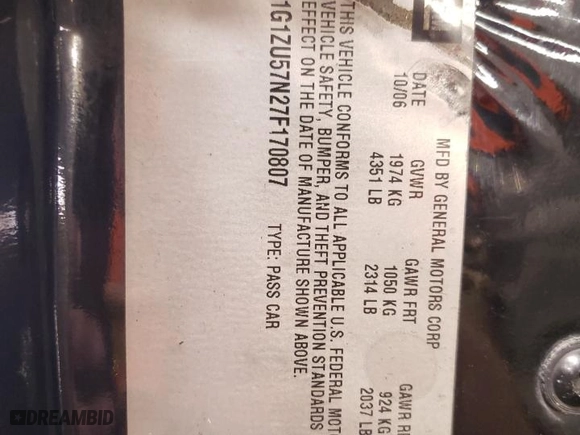 MFD BY GENERAL MOTORS CORP
DATE GVWR GAWR FRT GAWR
10/06 1974 KG 1050 KG 924 KG
4351 LB 2314 LB 2037 LB
THIS VEHICLE CONFORMS TO ALL APPLICABLE U.S. FEDERAL
VEHICLE SAFETY, BUMPER, AND THEFT PREVENTION STANDARDS
EFFECT ON THE DATE OF MANUFACTURE SHOWN ABOVE.
1G1ZU57N27F170807 TYPE: PASS CAR
DREAMBID